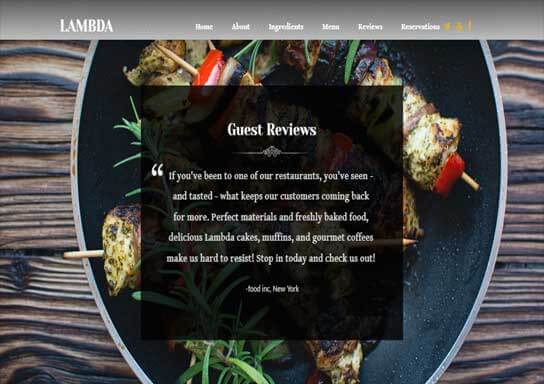 LAMBDA
Home About Ingredients Menu Reviews Reservations
Guest Reviews
“ If you've been to one of our restaurants, you've seen -
and tasted - what keeps our customers coming back
for more. Perfect materials and freshly baked food,
delicious Lambda cakes, muffins, and gourmet coffees
make us hard to resist! Stop in today and check us out!
-food inc, New York